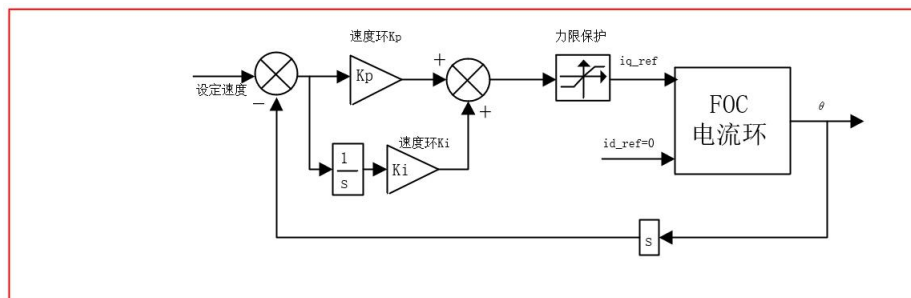 速度环Kp
力限保护
Kp
+
iq_ref
设定速度
−
+
FOC
电流环
θ
速度环Ki
1
s
Ki
id_ref=0
s